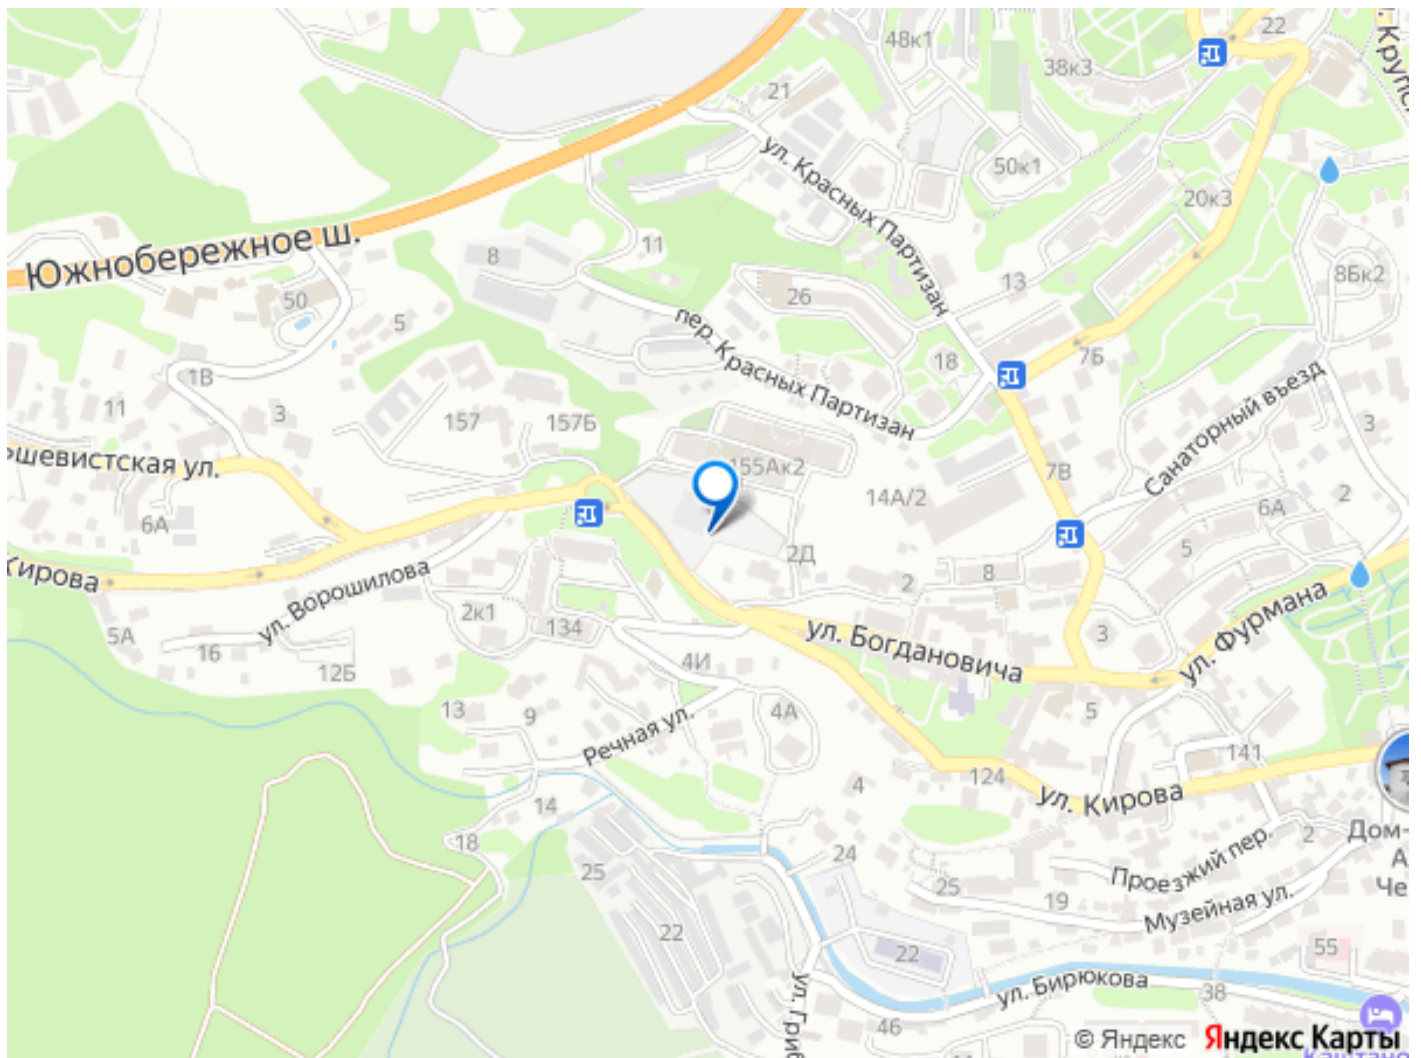 22
48к1
38к3
21
ул. Красных Партизан
50к1
20к3
Южнобережное ш.
11
8
8Бк2
50
26
13
5
пер. Красных Партизан
18
7Б
1В
11
3
157
157Б
155Ак2
14А/2
7В
Санаторный въезд
3
2
шевистская ул.
6А
6А
5
2Д
2
8
Кирова
ул. Ворошилова
2к1
134
5А
16
12Б
4И
ул. Богдановича
3
ул. Фурмана
13
9
Речная ул.
4А
5
141
124
4
ул. Кирова
14
18
24
25
25
22
19
22
Проезжий пер.
Музейная ул.
2
Дом-
А
Че
55
ул. Бирюкова
38
46
ул. Гриб
© Яндекс
Яндекс Карты